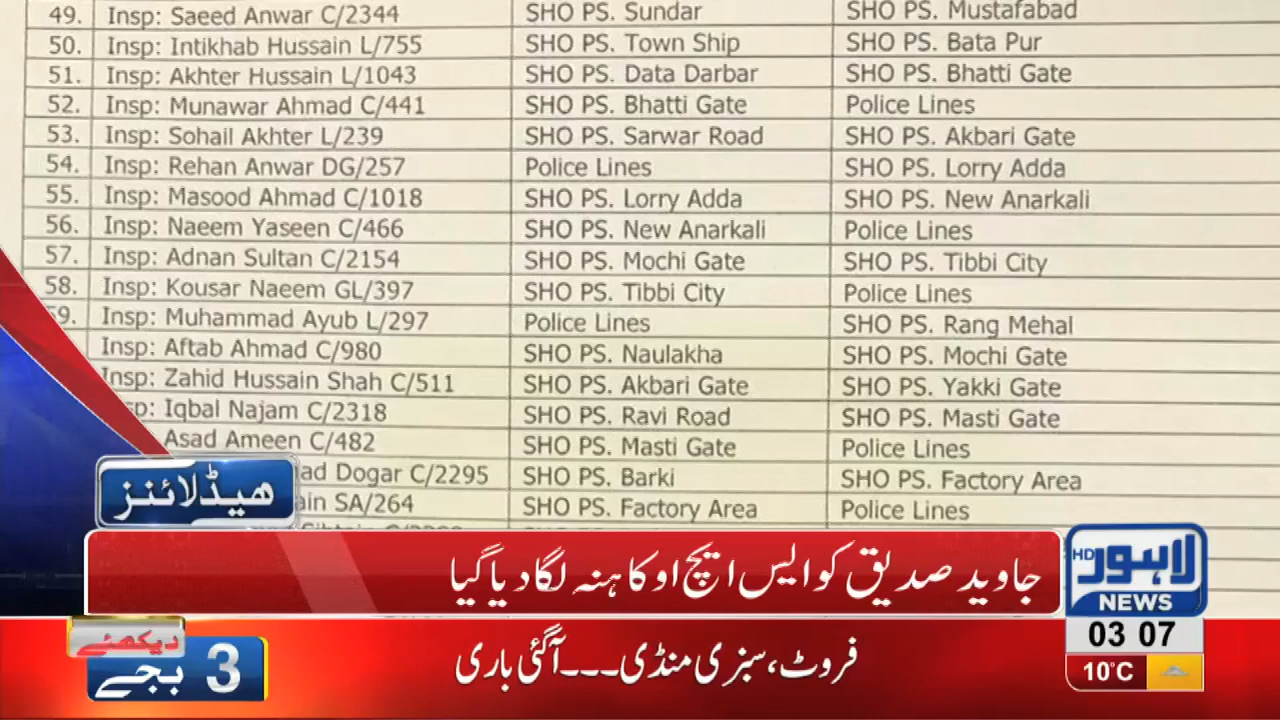 49. Insp: Saeed Anwar C/2344 SHO PS. Sundar SHO PS. Mustafabad
50. Insp: Intikhab Hussain L/755 SHO PS. Town Ship SHO PS. Bata Pur
51. Insp: Akhter Hussain L/1043 SHO PS. Data Darbar SHO PS. Bhatti Gate
52. Insp: Munawar Ahmad C/441 SHO PS. Bhatti Gate Police Lines
53. Insp: Sohail Akhter L/239 SHO PS. Sarwar Road SHO PS. Akbari Gate
54. Insp: Rehan Anwar DG/257 Police Lines SHO PS. Lorry Adda
55. Insp: Masood Ahmad C/1018 SHO PS. Lorry Adda SHO PS. New Anarkali
56. Insp: Naeem Yaseen C/466 SHO PS. New Anarkali Police Lines
57. Insp: Adnan Sultan C/2154 SHO PS. Mochi Gate SHO PS. Tibbi City
58. Insp: Kousar Naeem GL/397 SHO PS. Tibbi City Police Lines
9. Insp: Muhammad Ayub L/297 Police Lines SHO PS. Rang Mehal
Insp: Aftab Ahmad C/980 SHO PS. Naulakha SHO PS. Mochi Gate
Insp: Zahid Hussain Shah C/511 SHO PS. Akbari Gate SHO PS. Yakki Gate
sp: Iqbal Najam C/2318 SHO PS. Ravi Road SHO PS. Masti Gate
Asad Ameen C/482 SHO PS. Masti Gate Police Lines
ad Dogar C/2295 SHO PS. Barki SHO PS. Factory Area
ain SA/264 SHO PS. Factory Area Police Lines
ہیڈلائنز
جاوید صدیق کو ایس ایچ او کاہنہ لگا دیا گیا
لاہور HD
NEWS
03 07
10°C
دیکھئے
3 بجے
فروٹ، سبزی منڈی۔۔۔ آگئی باری